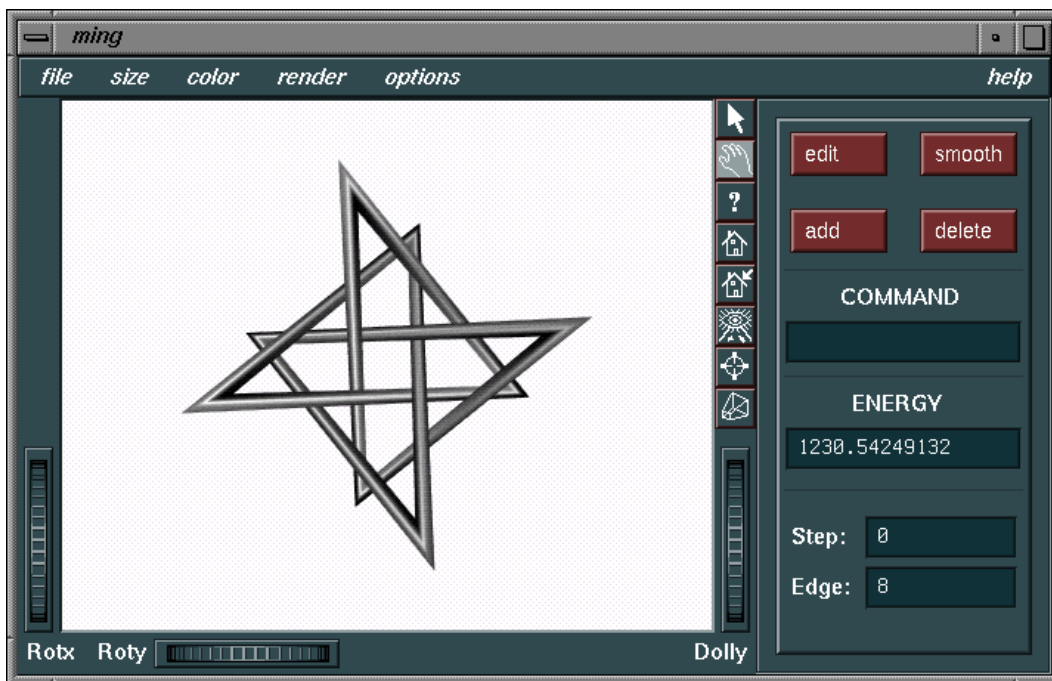 ming
file size color render options help
?
edit smooth
add delete
COMMAND
ENERGY
1230.54249132
Step: 0
Edge: 8
Rotx Roty Dolly